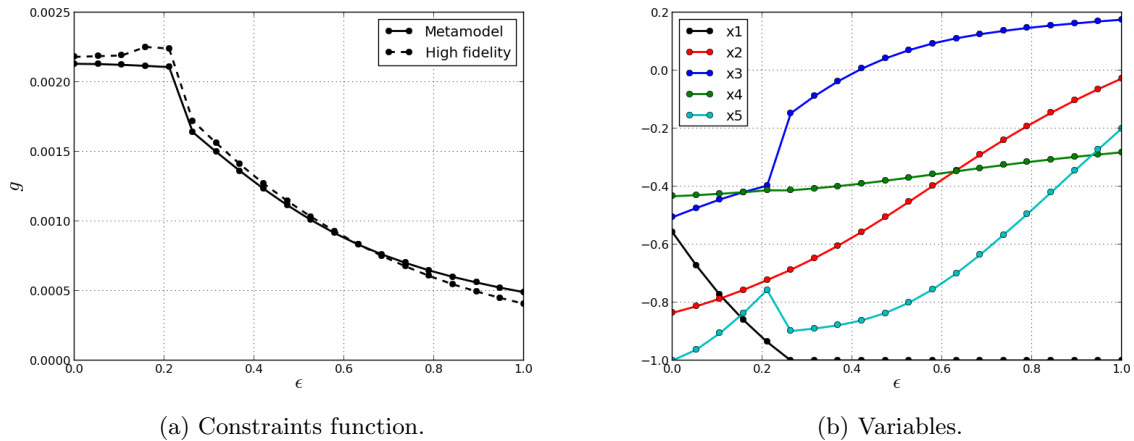 0.0025
0.0020
0.0015
0.0010
0.0005
0.0000
g
0.0 0.2 0.4 0.6 0.8 1.0
ϵ
Metamodel
High fidelity
(a) Constraints function.
0.2
0.0
−0.2
−0.4
−0.6
−0.8
−1.0
0.0 0.2 0.4 0.6 0.8 1.0
ϵ
x1
x2
x3
x4
x5
(b) Variables.